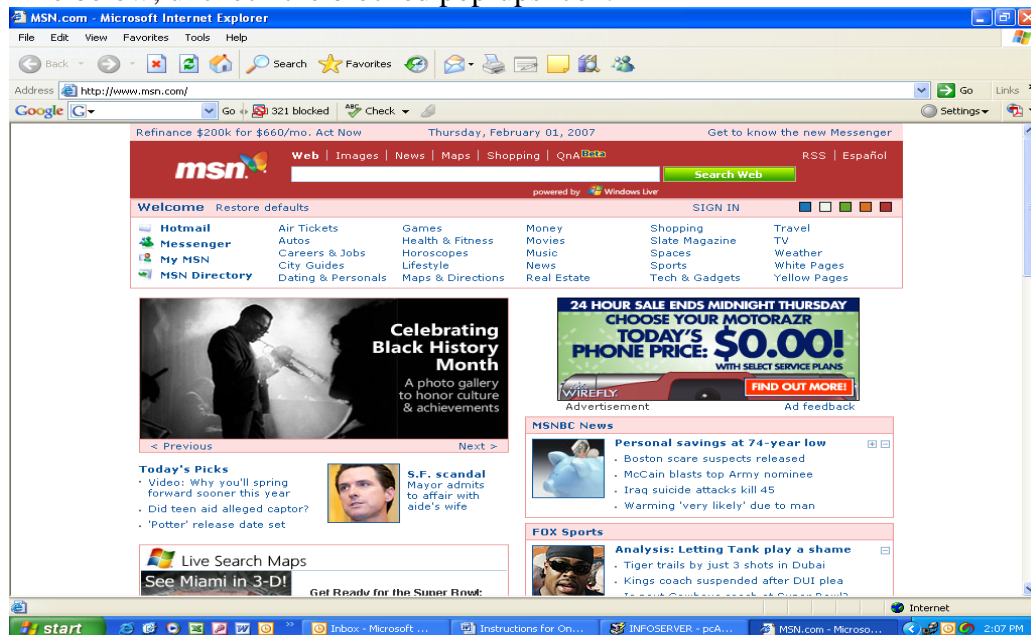 MSN.com - Microsoft Internet Explorer
File Edit View Favorites Tools Help
Back Search Favorites
Address http://www.msn.com/ Go Links
Google G Go 321 blocked ABC Check Settings
Refinance $200k for $660/mo. Act Now Thursday, February 01, 2007 Get to know the new Messenger
Web | Images | News | Maps | Shopping | QnA Beta RSS | Español
msn
Search Web
powered by Windows Live
Welcome Restore defaults SIGN IN
Hotmail Air Tickets Games Money Shopping Travel
Messenger Autos Health & Fitness Movies Slate Magazine TV
My MSN Careers & Jobs Horoscopes Music Spaces Weather
MSN Directory City Guides Lifestyle News Sports White Pages
Dating & Personals Maps & Directions Real Estate Tech & Gadgets Yellow Pages
Celebrating
Black History
Month
A photo gallery
to honor culture
& achievements
< Previous Next >
24 HOUR SALE ENDS MIDNIGHT THURSDAY
CHOOSE YOUR MOTORAZR
TODAY'S
PHONE PRICE: $0.00!
WITH SELECT SERVICE PLANS
WIREFLY. FIND OUT MORE!
Advertisement Ad feedback
Today's Picks
· Video: Why you'll spring
forward sooner this year
· Did teen aid alleged captor?
· 'Potter' release date set
S.F. scandal
Mayor admits
to affair with
aide's wife
MSNBC News
Personal savings at 74-year low
· Boston scare suspects released
· McCain blasts top Army nominee
· Iraq suicide attacks kill 45
· Warming 'very likely' due to man
FOX Sports
Analysis: Letting Tank play a shame
· Tiger trails by just 3 shots in Dubai
· Kings coach suspended after DUI plea
Live Search Maps
See Miami in 3-D!
Get Ready for the Super Bowl:
Internet
start Inbox - Microsoft ... Instructions for On... INFOSERVER - pcA... MSN.com - Microso... 2:07 PM